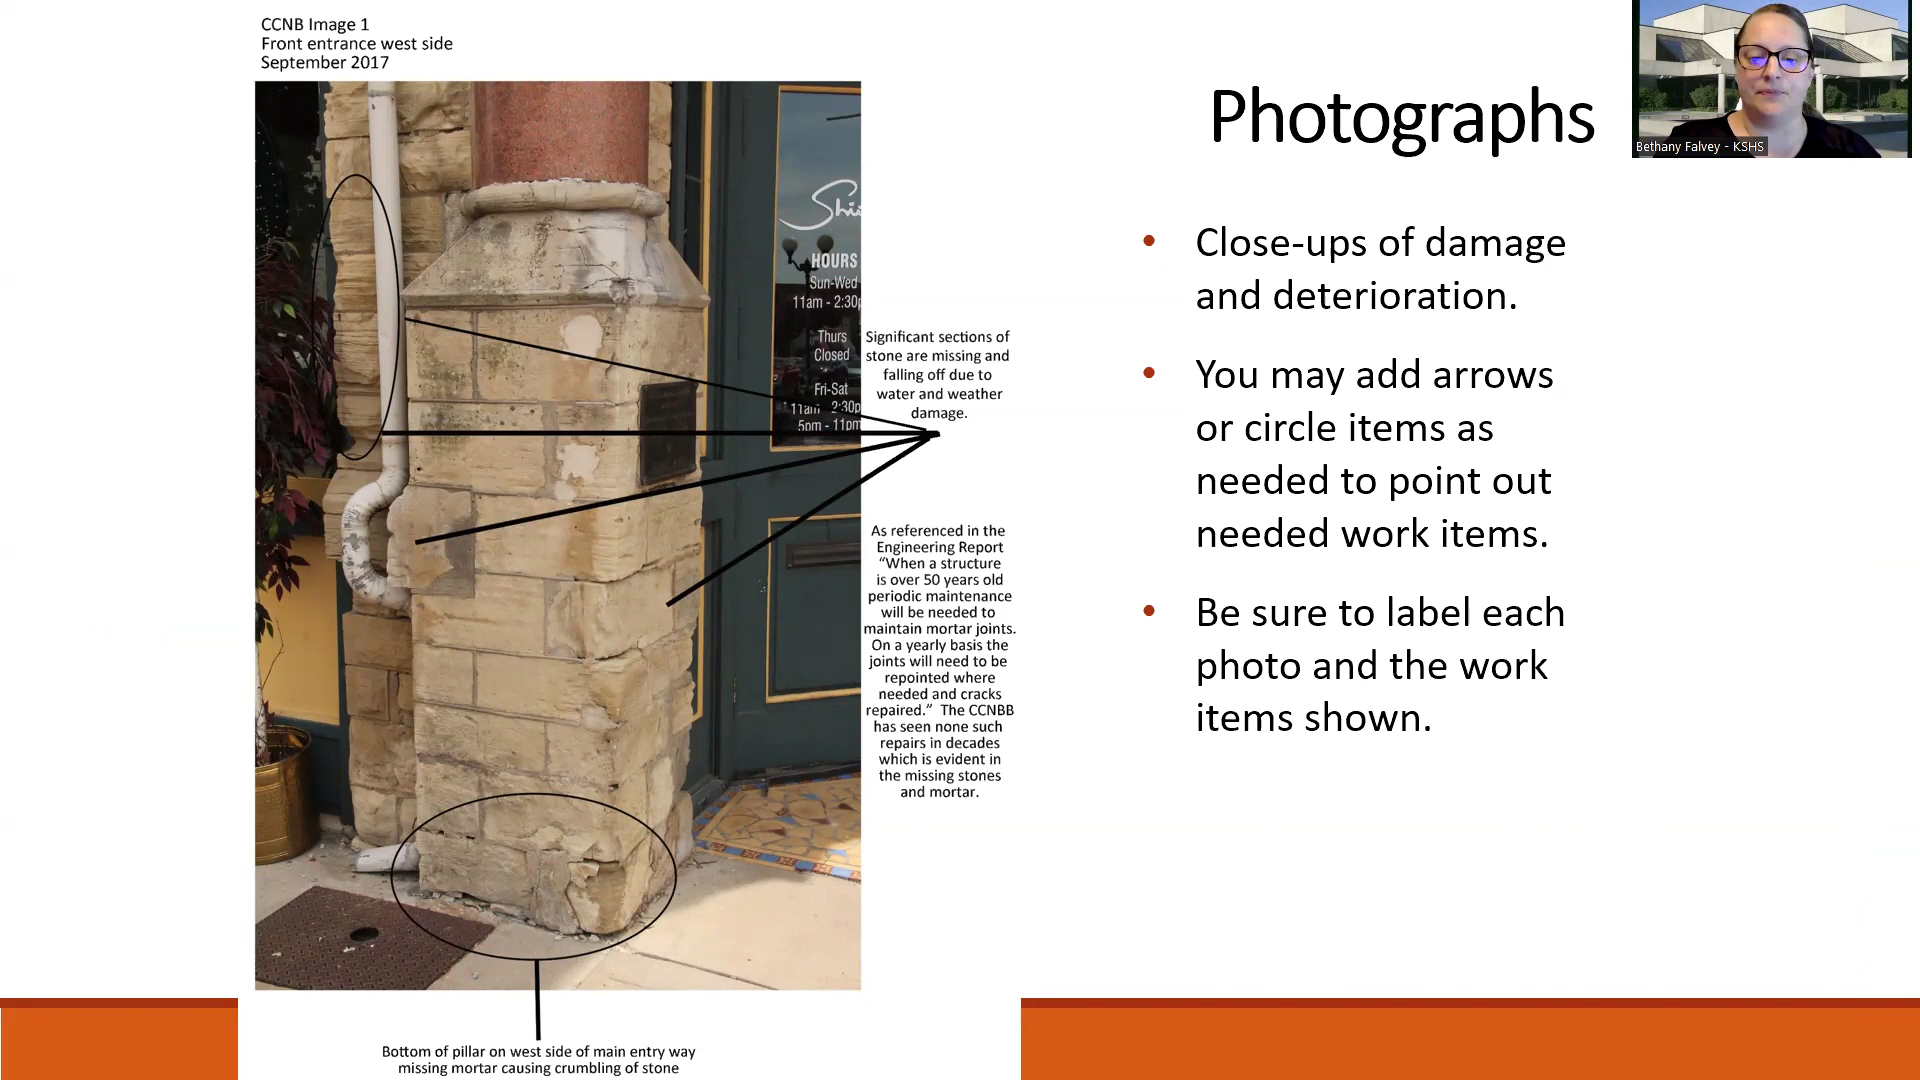 CCNB Image 1
Front entrance west side
September 2017
Photographs
Bethany Falvey - KSHS
• Close-ups of damage
and deterioration.
• You may add arrows
or circle items as
needed to point out
needed work items.
• Be sure to label each
photo and the work
items shown.
Shi
HOURS
Sun-Wed
11am - 2:30p
Thurs
Closed
Fri-Sat
11am 2:30p
5pm - 11pm
Significant sections of
stone are missing and
falling off due to
water and weather
damage.
As referenced in the
Engineering Report
“When a structure
is over 50 years old
periodic maintenance
will be needed to
maintain mortar joints.
On a yearly basis the
joints will need to be
repointed where
needed and cracks
repaired.” The CCNBB
has seen none such
repairs in decades
which is evident in
the missing stones
and mortar.
Bottom of pillar on west side of main entry way
missing mortar causing crumbling of stone